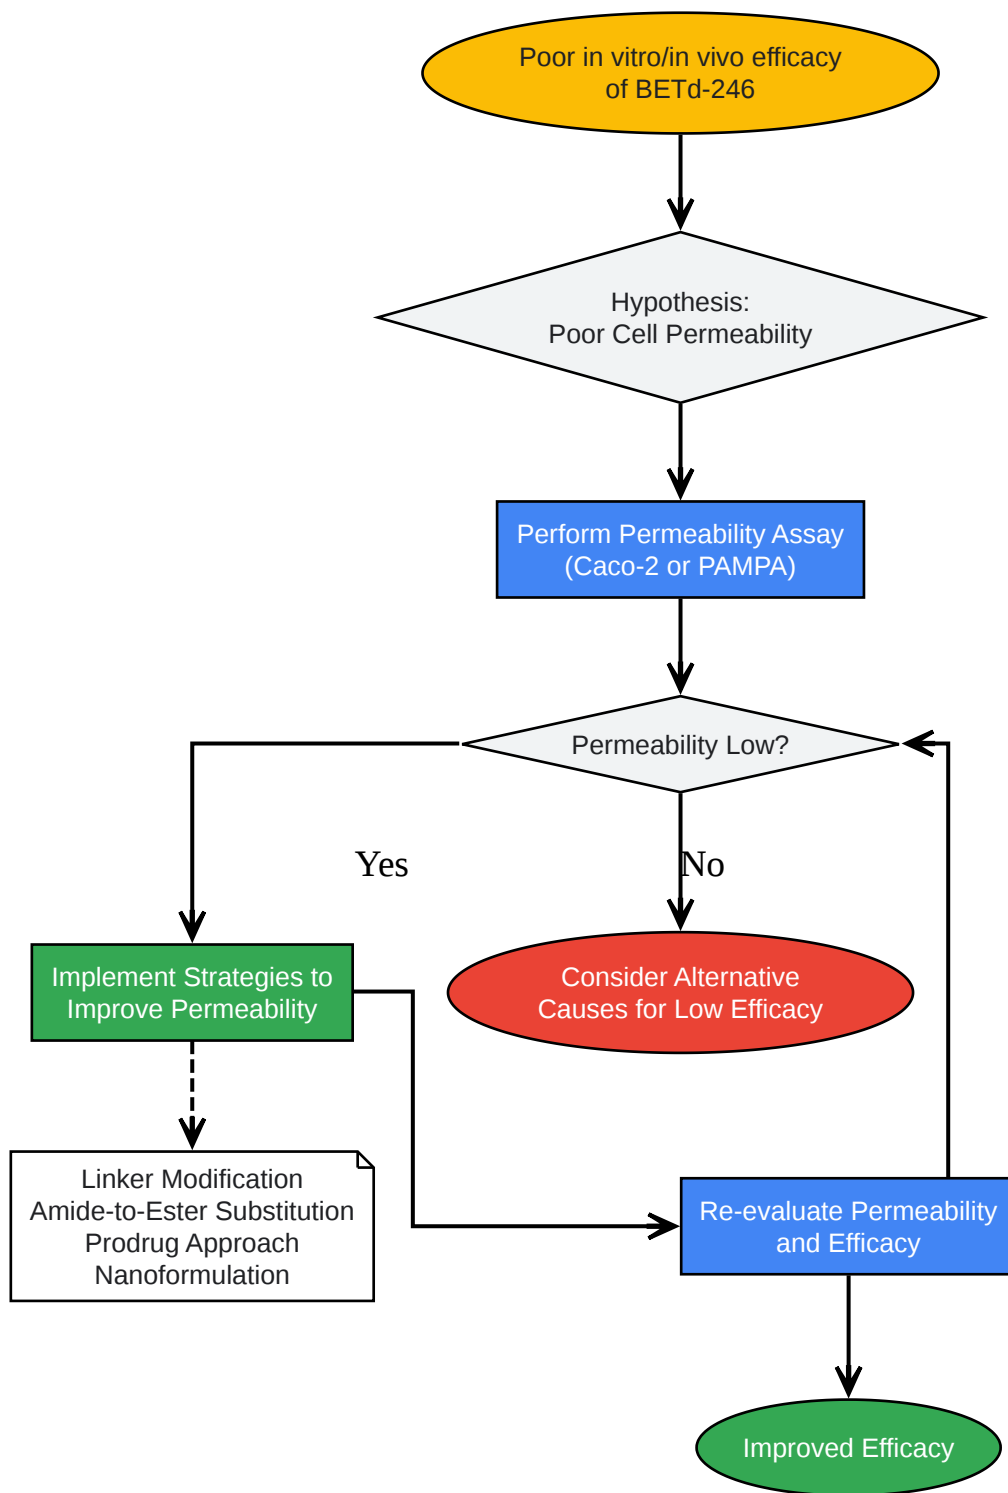 Poor in vitro/in vivo efficacy
of BETd-246
Hypothesis:
Poor Cell Permeability
Perform Permeability Assay
(Caco-2 or PAMPA)
Permeability Low?
Yes
No
Implement Strategies to
Improve Permeability
Consider Alternative
Causes for Low Efficacy
Linker Modification
Amide-to-Ester Substitution
Prodrug Approach
Nanoformulation
Re-evaluate Permeability
and Efficacy
Improved Efficacy